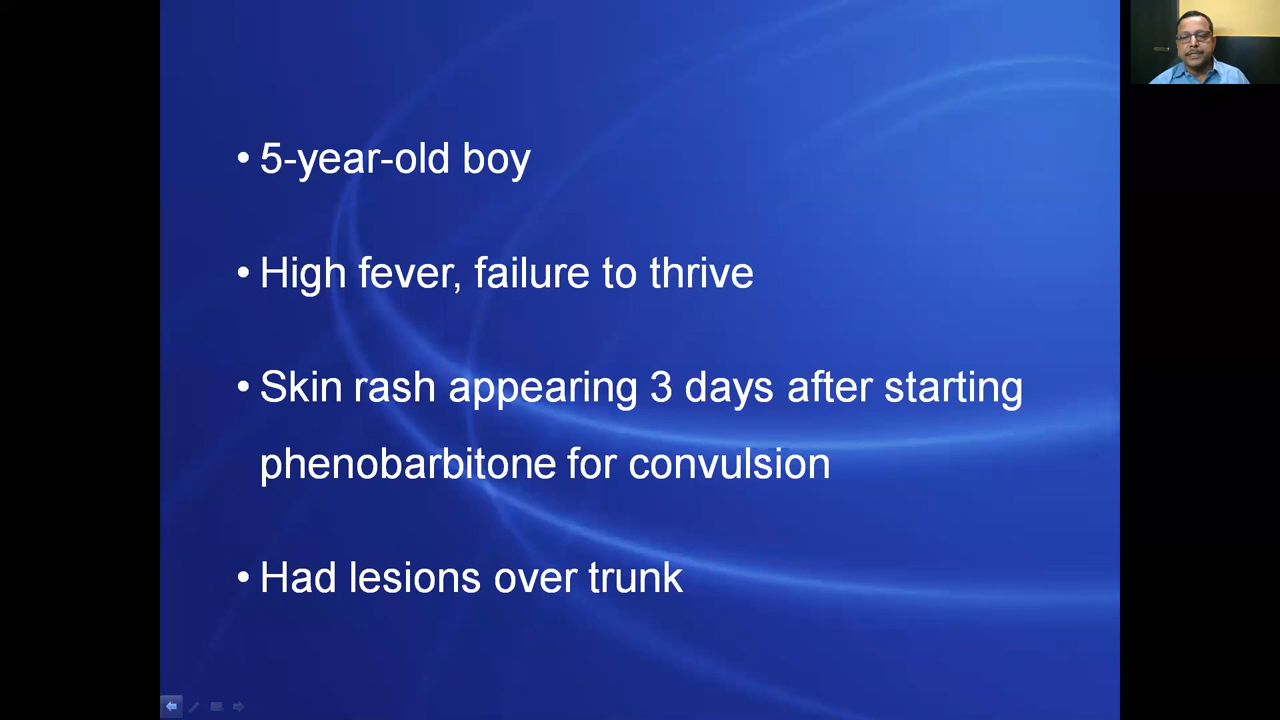 • 5-year-old boy
• High fever, failure to thrive
• Skin rash appearing 3 days after starting
phenobarbitone for convulsion
• Had lesions over trunk